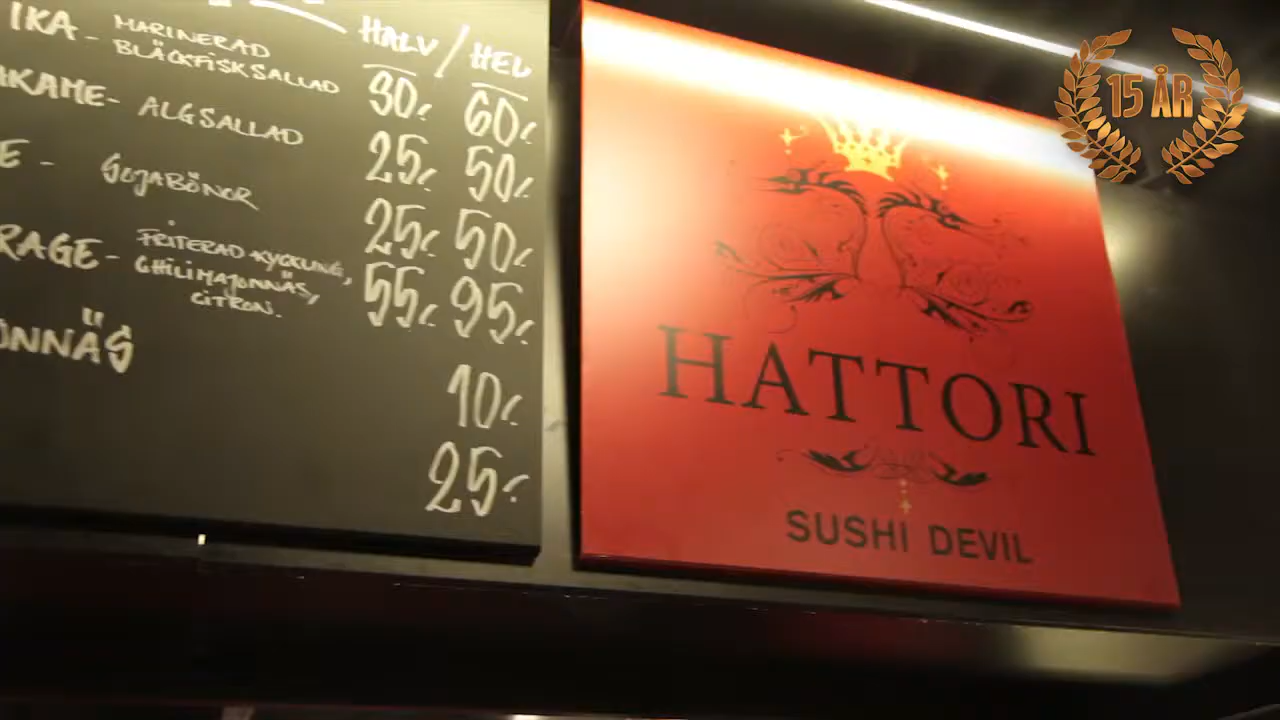 HALV / HEL
IKA - MARINERAD
BLÄCKFISKSALLAD 30:- 60:-
KAME - ALGSALLAD 25:- 50:-
E - SOJABÖNOR 25:- 50:-
RAGE - FRITERAD KYCKLING,
CHILIMAJONNÄS,
CITRON. 55:- 95:-
ONNÄS 10:-
25:-
HATTORI
SUSHI DEVIL
15 ÅR